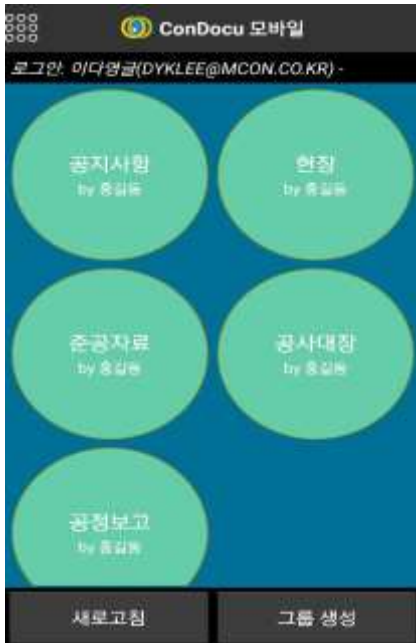 ConDocu 모바일
로그인: 미다영글(DYKLEE@MCON.CO.KR) -
공지사항
by 홍길동
현장
by 홍길동
준공자료
by 홍길동
공사대장
by 홍길동
공정보고
by 홍길동
새로고침
그룹 생성